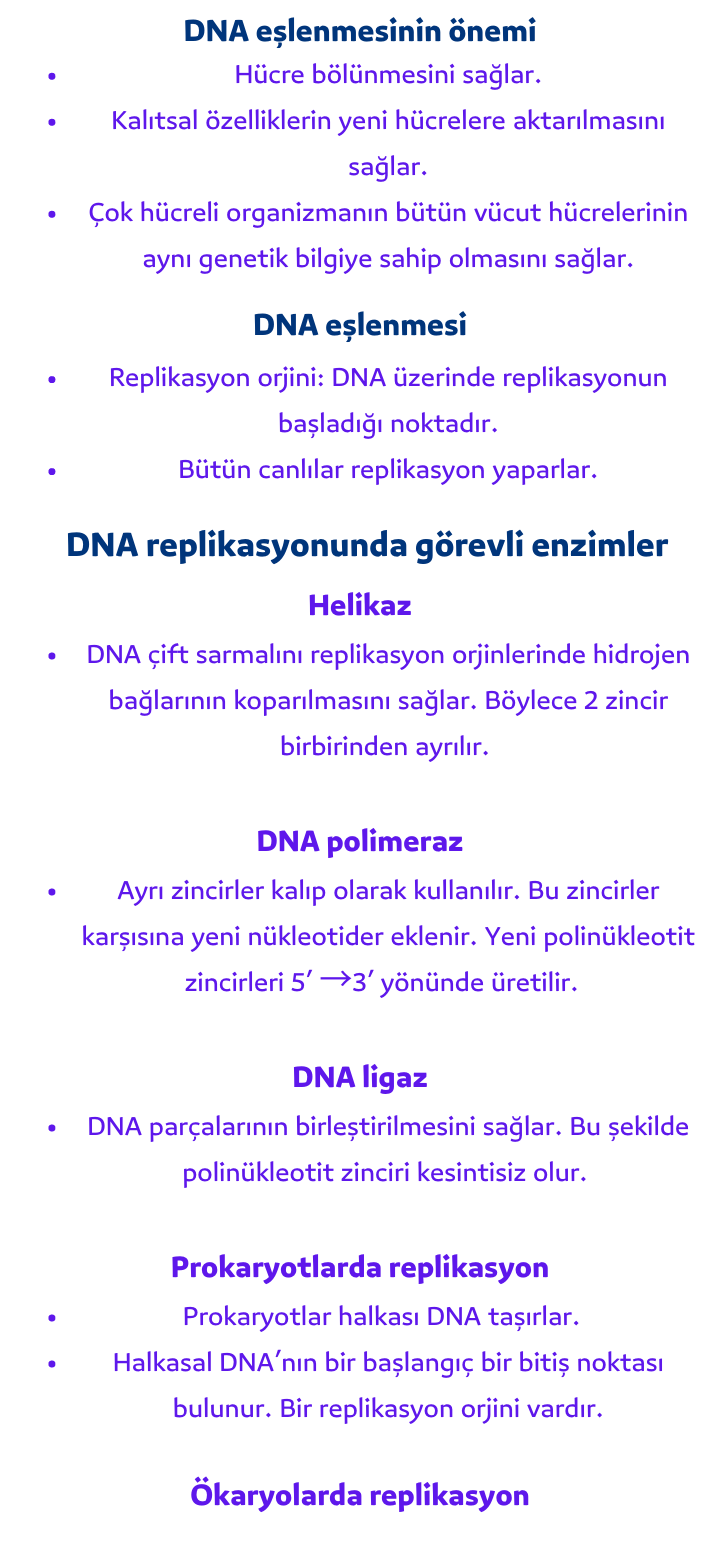 DNA eşlenmesinin önemi
• Hücre bölünmesini sağlar.
• Kalıtsal özelliklerin yeni hücrelere aktarılmasını
sağlar.
• Çok hücreli organizmanın bütün vücut hücrelerinin
aynı genetik bilgiye sahip olmasını sağlar.
DNA eşlenmesi
• Replikasyon orjini: DNA üzerinde replikasyonun
başladığı noktadır.
• Bütün canlılar replikasyon yaparlar.
DNA replikasyonunda görevli enzimler
Helikaz
• DNA çift sarmalını replikasyon orjinlerinde hidrojen
bağlarının koparılmasını sağlar. Böylece 2 zincir
birbirinden ayrılır.
DNA polimeraz
• Ayrı zincirler kalıp olarak kullanılır. Bu zincirler
karşısına yeni nükleotider eklenir. Yeni polinükleotit
zincirleri 5’ →3’ yönünde üretilir.
DNA ligaz
• DNA parçalarının birleştirilmesini sağlar. Bu şekilde
polinükleotit zinciri kesintisiz olur.
Prokaryotlarda replikasyon
• Prokaryotlar halkası DNA taşırlar.
• Halkasal DNA’nın bir başlangıç bir bitiş noktası
bulunur. Bir replikasyon orjini vardır.
Ökaryolarda replikasyon